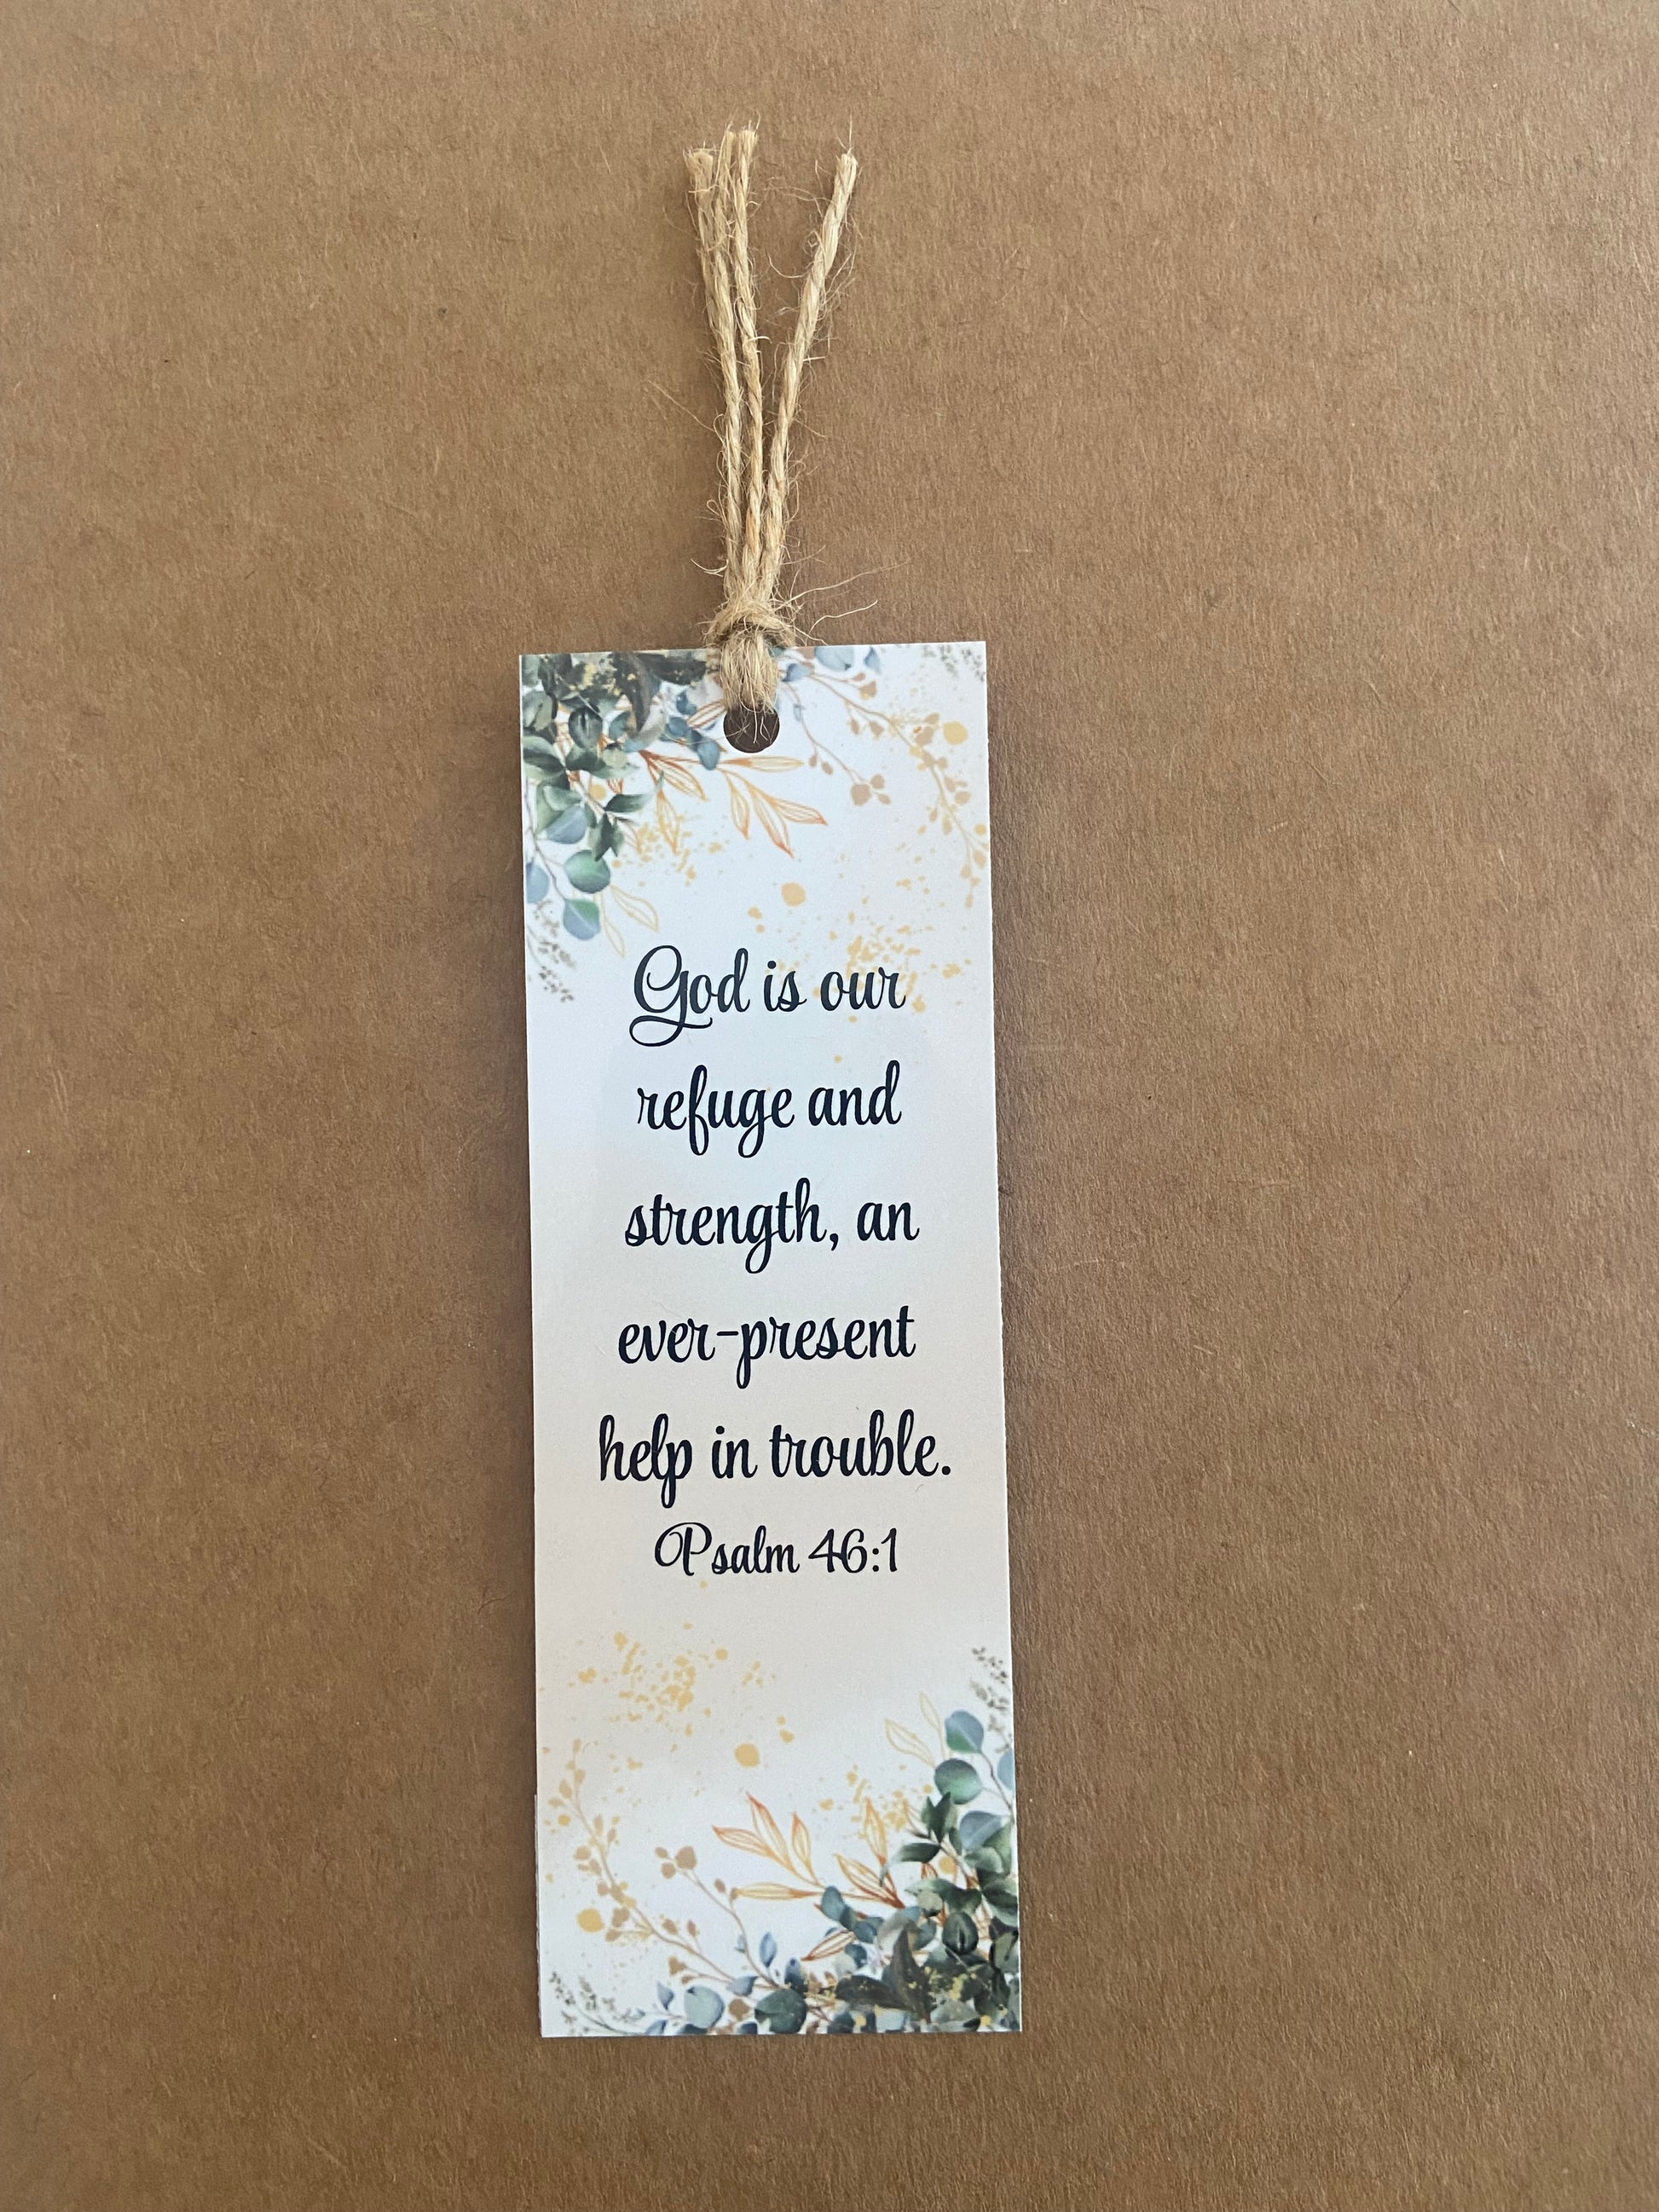 God is our
refuge and
strength, an
ever-present
help in trouble.
Psalm 46:1